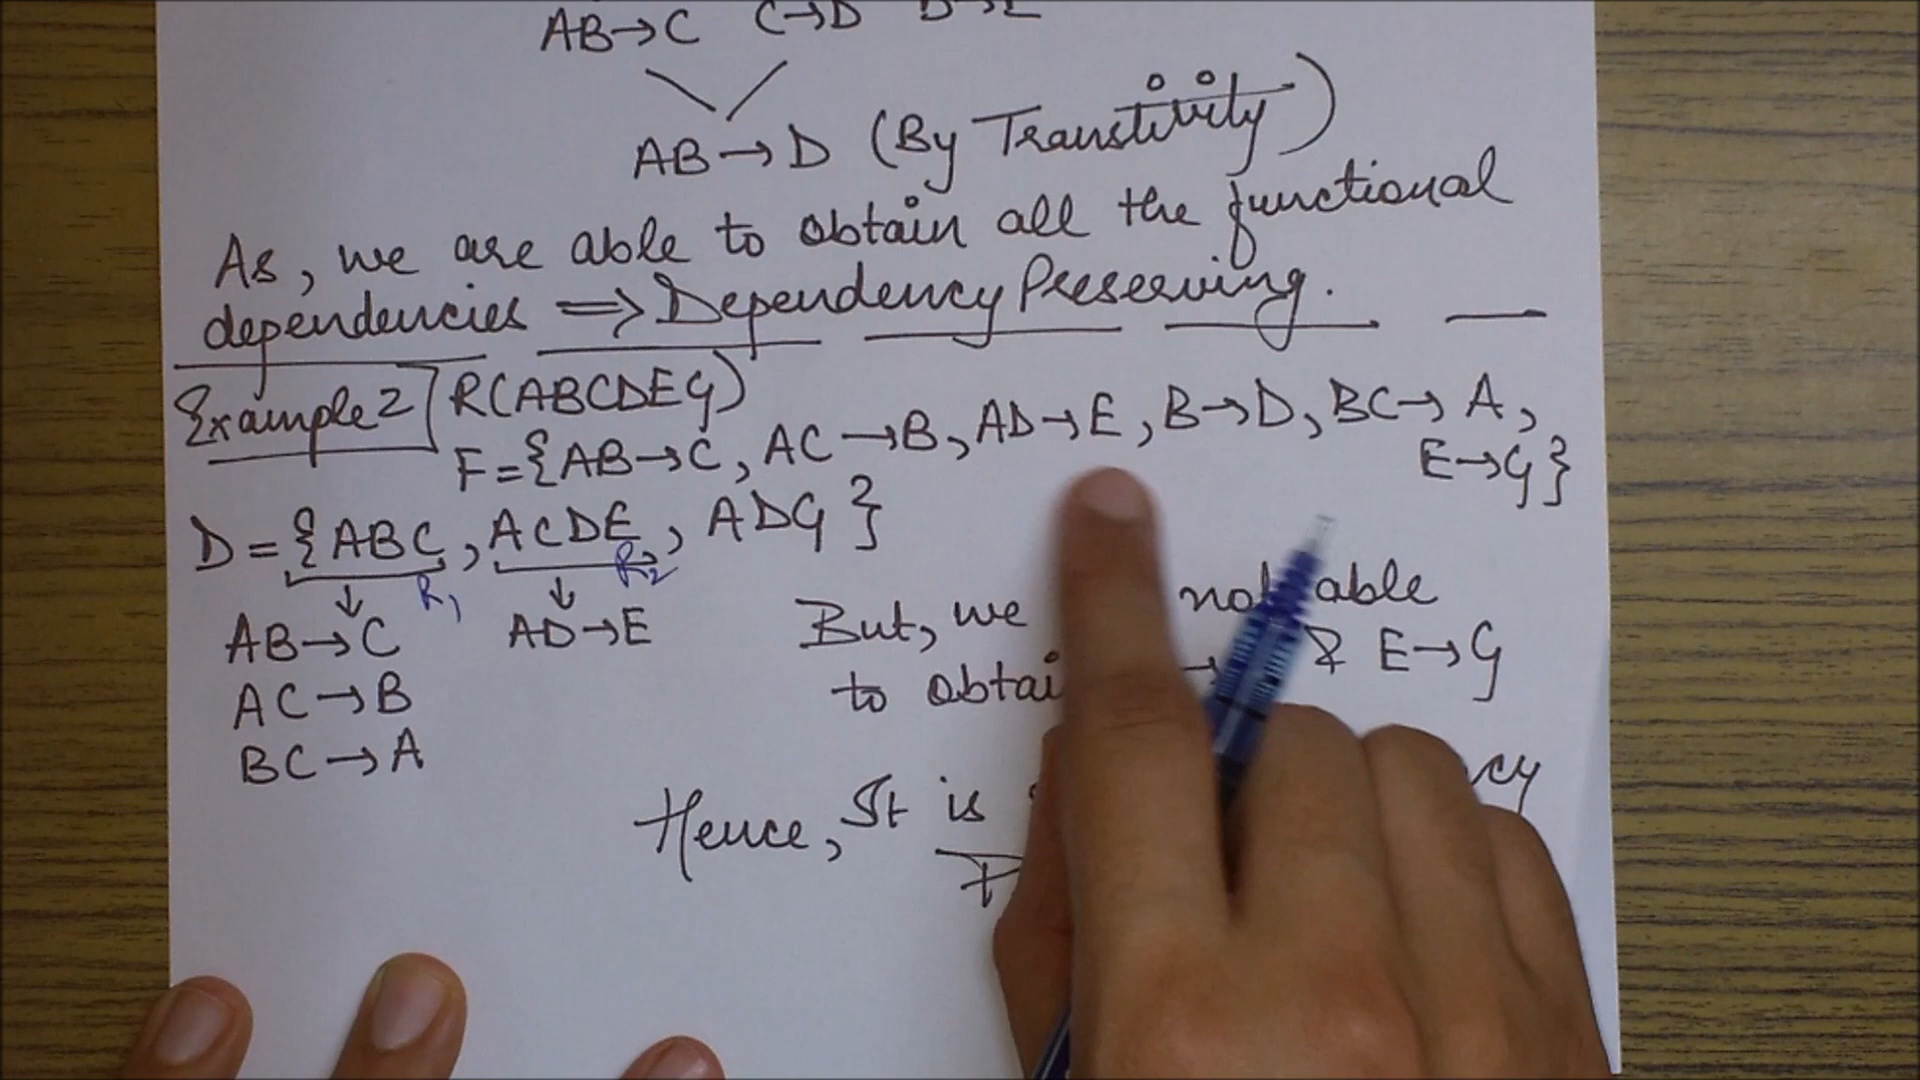 AB→C C→D D→E
AB→D (By Transtivity)
As, we are able to obtain all the functional
dependencies ⇒ Dependency Preserving.
Example 2 R(ABCDEG)
F={AB→C, AC→B, AD→E, B→D, BC→A,
E→G}
D = {ABC, ACDE, ADG}
R1 R2
AB→C AD→E
AC→B
BC→A
But, we not able
to & E→G
Hence, It is